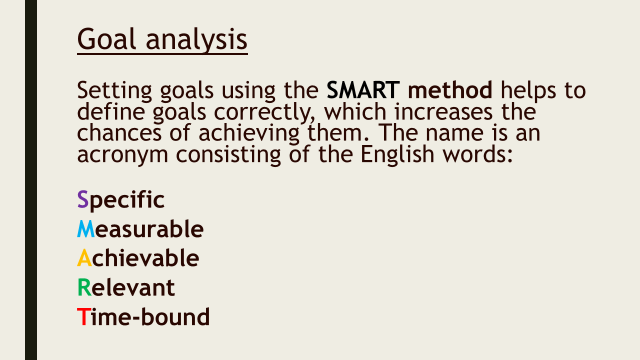 Goal analysis
Setting goals using the SMART method helps to
define goals correctly, which increases the
chances of achieving them. The name is an
acronym consisting of the English words:
Specific
Measurable
Achievable
Relevant
Time-bound